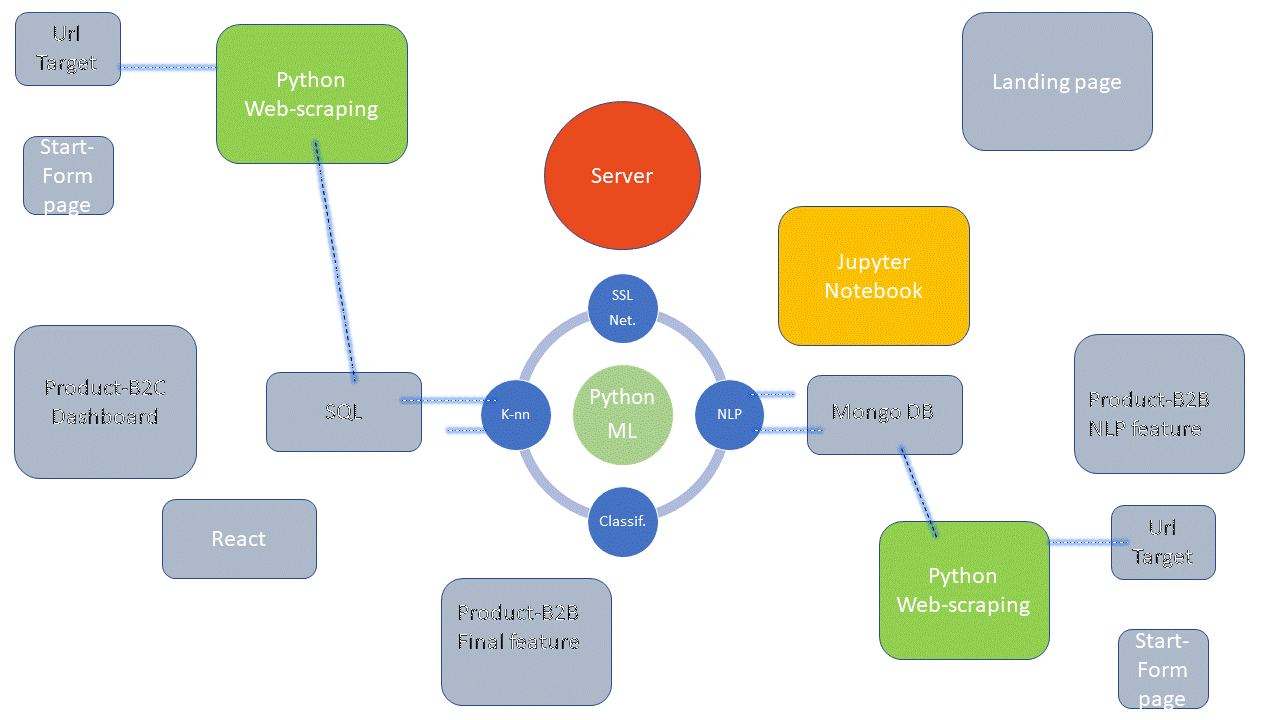 Url
Target
Python
Web-scraping
Landing page
Start-
Form
page
Server
Jupyter
Notebook
SSL
Net.
Product-B2C
Dashboard
SQL
K-nn
Python
ML
NLP
Mongo DB
Product-B2B
NLP feature
React
Classif.
Url
Target
Python
Web-scraping
Product-B2B
Final feature
Start-
Form
page